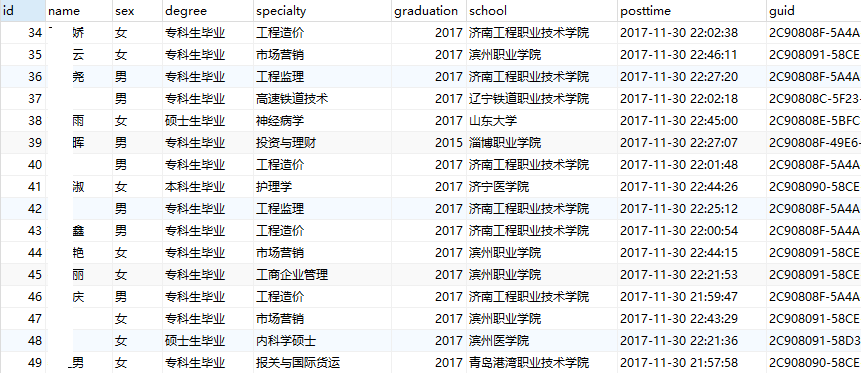 id name sex degree specialty graduation school posttime guid
34 娇 女 专科生毕业 工程造价 2017 济南工程职业技术学院 2017-11-30 22:02:38 2C90808F-5A4A
35 云 女 专科生毕业 市场营销 2017 滨州职业学院 2017-11-30 22:46:11 2C908091-58CE
36 尧 男 专科生毕业 工程监理 2017 济南工程职业技术学院 2017-11-30 22:27:20 2C90808F-5A4A
37 男 专科生毕业 高速铁道技术 2017 辽宁铁道职业技术学院 2017-11-30 22:02:18 2C90808C-5F23-
38 雨 女 硕士生毕业 神经病学 2017 山东大学 2017-11-30 22:45:00 2C90808E-5BFC
39 晖 男 专科生毕业 投资与理财 2015 淄博职业学院 2017-11-30 22:27:07 2C90808F-49E6-
40 男 专科生毕业 工程造价 2017 济南工程职业技术学院 2017-11-30 22:01:48 2C90808F-5A4A
41 淑 女 本科生毕业 护理学 2017 济宁医学院 2017-11-30 22:44:26 2C908090-58CE
42 男 专科生毕业 工程监理 2017 济南工程职业技术学院 2017-11-30 22:25:12 2C90808F-5A4A
43 鑫 男 专科生毕业 工程造价 2017 济南工程职业技术学院 2017-11-30 22:00:54 2C90808F-5A4A
44 艳 女 专科生毕业 市场营销 2017 滨州职业学院 2017-11-30 22:44:15 2C908091-58CE
45 丽 女 专科生毕业 工商企业管理 2017 滨州职业学院 2017-11-30 22:21:53 2C908091-58CE
46 庆 男 专科生毕业 工程造价 2017 济南工程职业技术学院 2017-11-30 21:59:47 2C90808F-5A4A
47 女 专科生毕业 市场营销 2017 滨州职业学院 2017-11-30 22:43:29 2C908091-58CE
48 女 硕士生毕业 内科学硕士 2017 滨州医学院 2017-11-30 22:21:36 2C908091-58D3
49 男 女 专科生毕业 报关与国际货运 2017 青岛港湾职业技术学院 2017-11-30 21:57:58 2C908090-58CE